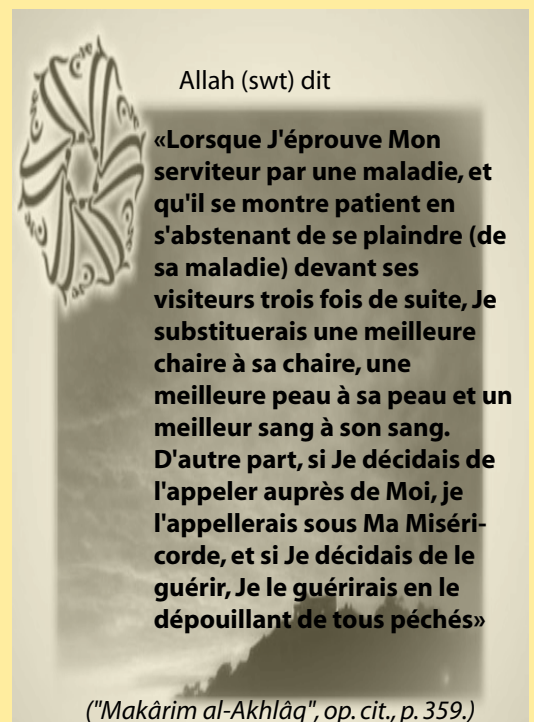 Allah (swt) dit
«Lorsque J'éprouve Mon
serviteur par une maladie, et
qu'il se montre patient en
s'abstenant de se plaindre (de
sa maladie) devant ses
visiteurs trois fois de suite, Je
substituerais une meilleure
chaire à sa chaire, une
meilleure peau à sa peau et un
meilleur sang à son sang.
D'autre part, si Je décidais de
l'appeler auprès de Moi, je
l'appellerais sous Ma Miséri-
corde, et si Je décidais de le
guérir, Je le guérirais en le
dépouillant de tous péchés»
("Makârim al-Akhlâq", op. cit., p. 359.)